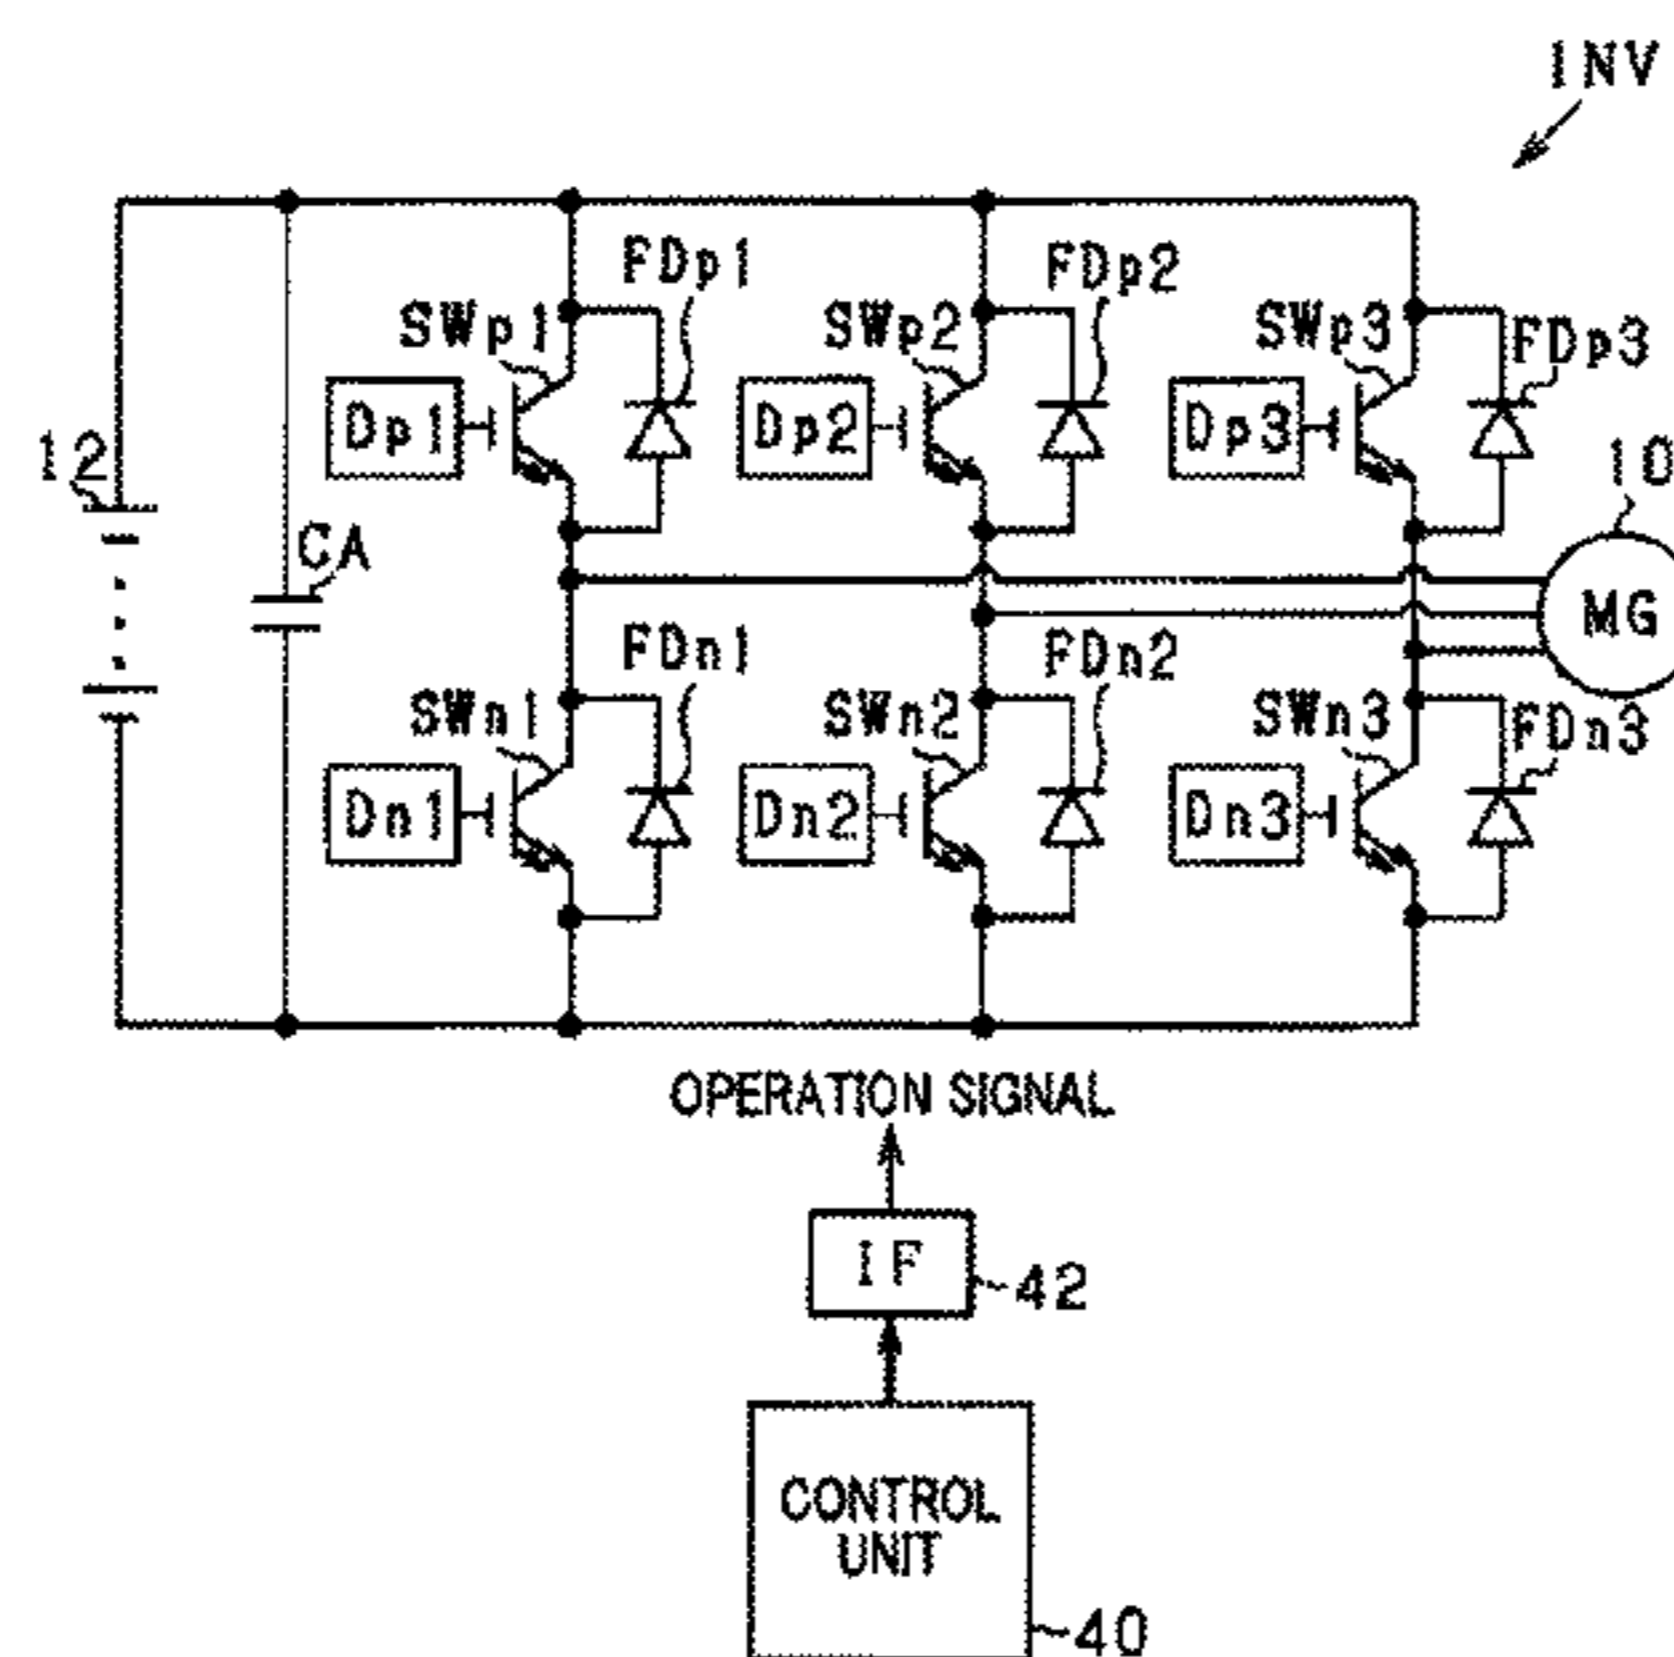 INV
FDp1
FDp2
SWp1
SWp2
SWp3
FDp3
Dp1
Dp2
Dp3
12
10
CA
MG
FDn1
FDn2
SWn1
SWn2
SWn3
FDn3
Dn1
Dn2
Dn3
OPERATION SIGNAL
IF
42
CONTROL
UNIT
40